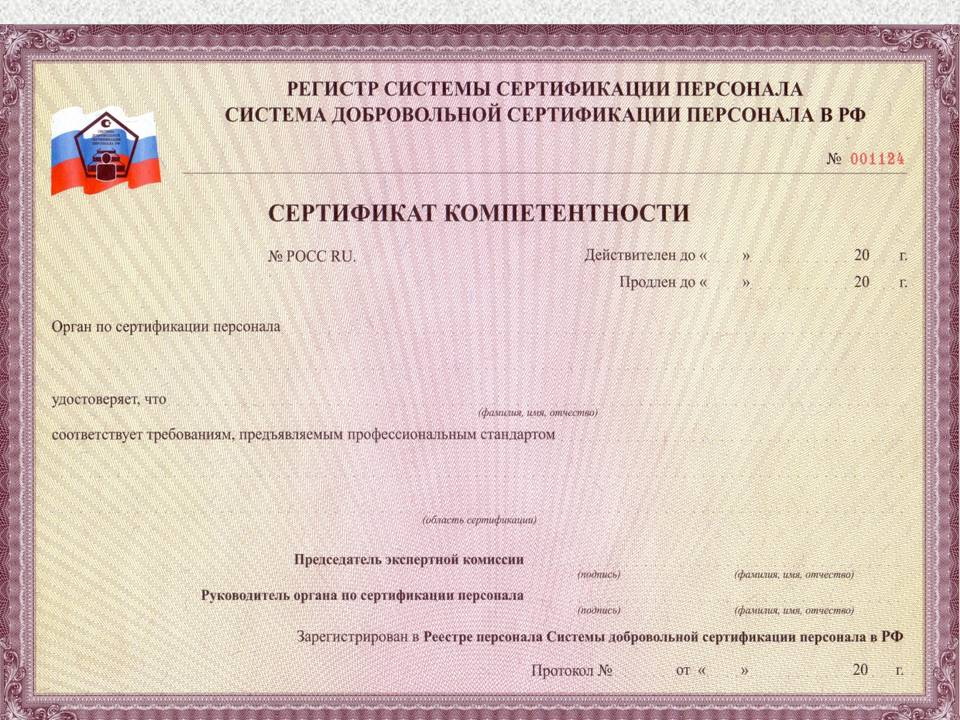 РЕГИСТР СИСТЕМЫ СЕРТИФИКАЦИИ ПЕРСОНАЛА
СИСТЕМА ДОБРОВОЛЬНОЙ СЕРТИФИКАЦИИ ПЕРСОНАЛА В РФ
№ 001124
СЕРТИФИКАТ КОМПЕТЕНТНОСТИ
№ РОСС RU. Действителен до « » 20 г.
Продлен до « » 20 г.
Орган по сертификации персонала
удостоверяет, что
(фамилия, имя, отчество)
соответствует требованиям, предъявляемым профессиональным стандартом
(область сертификации)
Председатель экспертной комиссии
(подпись) (фамилия, имя, отчество)
Руководитель органа по сертификации персонала
(подпись) (фамилия, имя, отчество)
Зарегистрирован в Реестре персонала Системы добровольной сертификации персонала в РФ
Протокол № от « » 20 г.